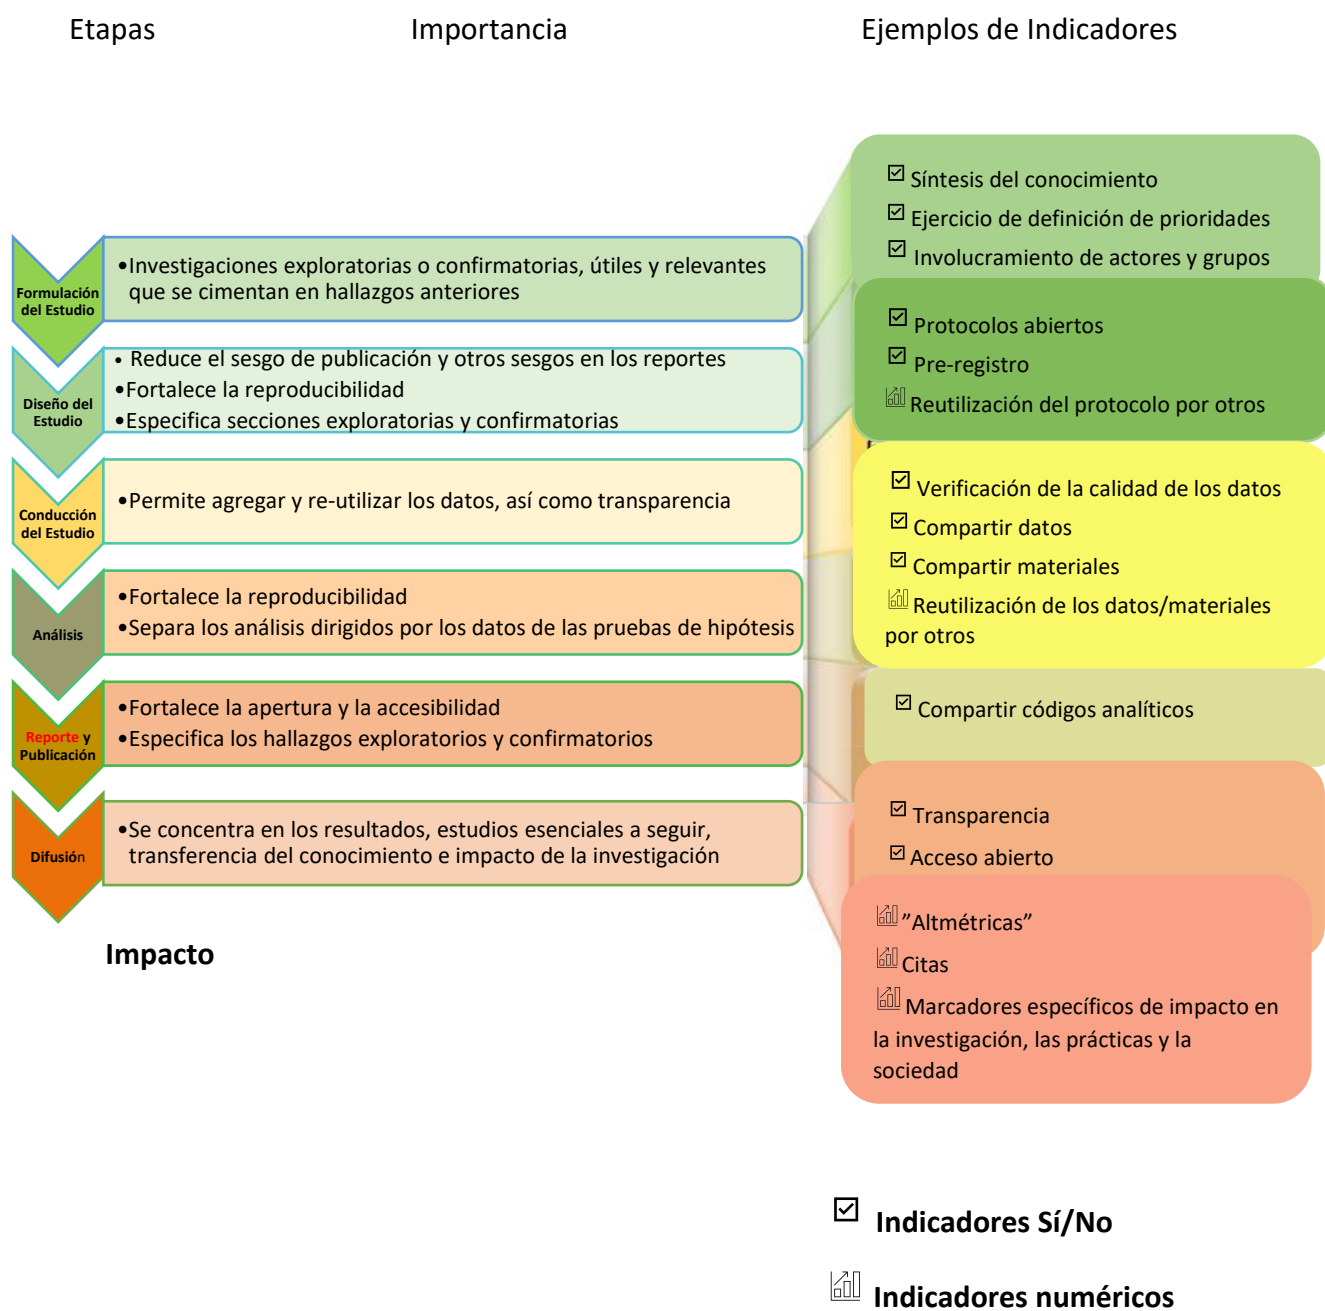 Etapas
Importancia
Ejemplos de Indicadores
Formulación
del Estudio
•Investigaciones exploratorias o confirmatorias, útiles y relevantes
que se cimentan en hallazgos anteriores
Diseño del
Estudio
• Reduce el sesgo de publicación y otros sesgos en los reportes
•Fortalece la reproducibilidad
•Especifica secciones exploratorias y confirmatorias
Conducción
del Estudio
•Permite agregar y re-utilizar los datos, así como transparencia
Análisis
•Fortalece la reproducibilidad
•Separa los análisis dirigidos por los datos de las pruebas de hipótesis
Reporte y
Publicación
•Fortalece la apertura y la accesibilidad
•Especifica los hallazgos exploratorios y confirmatorios
Difusión
•Se concentra en los resultados, estudios esenciales a seguir,
transferencia del conocimiento e impacto de la investigación
Impacto
☑ Síntesis del conocimiento
☑ Ejercicio de definición de prioridades
☑ Involucramiento de actores y grupos
☑ Protocolos abiertos
☑ Pre-registro
Reutilización del protocolo por otros
☑ Verificación de la calidad de los datos
☑ Compartir datos
☑ Compartir materiales
Reutilización de los datos/materiales
por otros
☑ Compartir códigos analíticos
☑ Transparencia
☑ Acceso abierto
”Altmétricas”
Citas
Marcadores específicos de impacto en
la investigación, las prácticas y la
sociedad
☑ Indicadores Sí/No
Indicadores numéricos